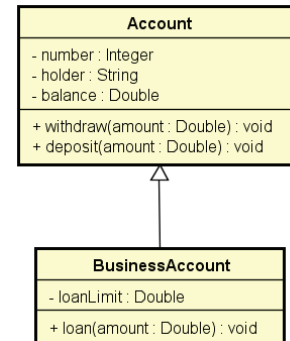 Account
- number : Integer
- holder : String
- balance : Double
+ withdraw(amount : Double) : void
+ deposit(amount : Double) : void
BusinessAccount
- loanLimit : Double
+ loan(amount : Double) : void